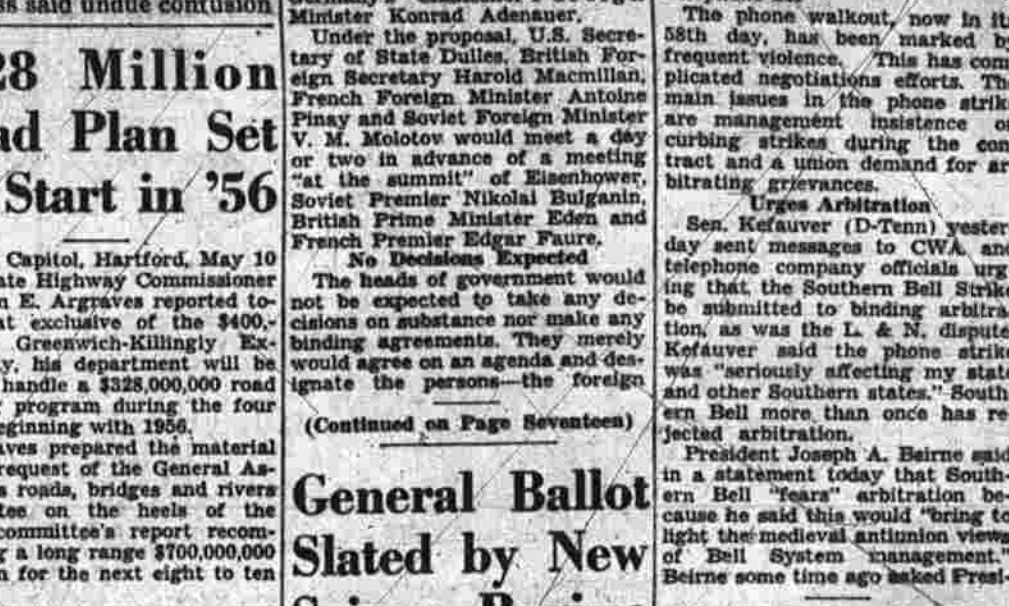 ss said undue confusion
28 Million
ad Plan Set
Start in '56
Capitol, Hartford, May 10
ate Highway Commissioner
n E. Argraves reported to-
at exclusive of the $400,-
Greenwich-Killingly Ex-
y, his department will be
handle a $328,000,000 road
program during the four
eginning with 1956.
aves prepared the material
request of the General As-
s roads, bridges and rivers
tee on the heels of the
committee's report recom-
g a long range $700,000,000
n for the next eight to ten
Minister Konrad Adenauer.
Under the proposal, U.S. Secre-
tary of State Dulles, British For-
eign Secretary Harold Macmillan,
French Foreign Minister Antoine
Pinay and Soviet Foreign Minister
V. M. Molotov would meet a day
or two in advance of a meeting
"at the summit" of Eisenhower,
Soviet Premier Nikolai Bulganin,
British Prime Minister Eden and
French Premier Edgar Faure.
No Decisions Expected
The heads of government would
not be expected to take any de-
cisions on substance nor make any
binding agreements. They merely
would agree on an agenda and des-
ignate the persons—the foreign
(Continued on Page Seventeen)
General Ballot
Slated by New
The phone walkout, now in it
58th day, has been marked by
frequent violence. This has com
plicated negotiations efforts. Th
main issues in the phone strik
are management insistence on
curbing strikes during the con
tract and a union demand for ar
bitrating grievances.
Urges Arbitration
Sen. Kefauver (D-Tenn) yester
day sent messages to CWA and
telephone company officials urg
ing that the Southern Bell Strike
be submitted to binding arbitra
tion, as was the L. & N. dispute
Kefauver said the phone strike
was "seriously affecting my state
and other Southern states." South
ern Bell more than once has re
jected arbitration.
President Joseph A. Beirne said
in a statement today that South-
ern Bell "fears" arbitration be-
cause he said this would "bring to
light the medieval antiunion views
of Bell System management."
Beirne some time ago asked Presi-